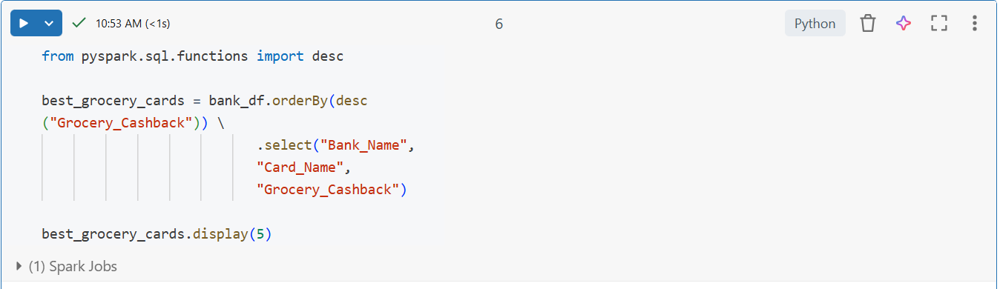 10:53 AM (<1s)
6
Python
from pyspark.sql.functions import desc
best_grocery_cards = bank_df.orderBy(desc
("Grocery_Cashback")) \
.select("Bank_Name",
"Card_Name",
"Grocery_Cashback")
best_grocery_cards.display(5)
(1) Spark Jobs